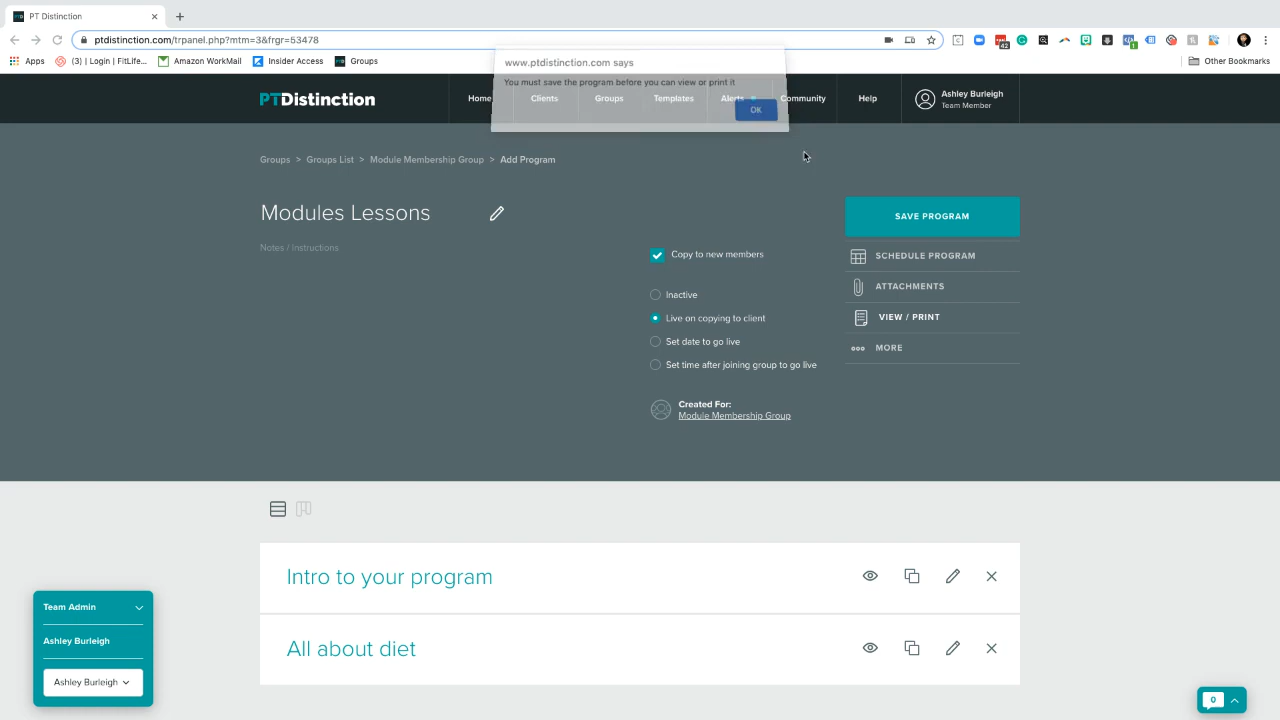 PT Distinction
ptdistinction.com/trpanel.php?mtm=3&frgr=53478
42
1
Apps
(3) | Login | FitLife...
Amazon WorkMail
Insider Access
Groups
Other Bookmarks
www.ptdistinction.com says
You must save the program before you can view or print it
OK
PTDistinction
Home
Clients
Groups
Templates
Alerts
Community
Help
Ashley Burleigh
Team Member
Groups > Groups List > Module Membership Group > Add Program
Modules Lessons
Notes / Instructions
Copy to new members
Inactive
Live on copying to client
Set date to go live
Set time after joining group to go live
Created For:
Module Membership Group
SAVE PROGRAM
SCHEDULE PROGRAM
ATTACHMENTS
VIEW / PRINT
MORE
Intro to your program
All about diet
Team Admin
Ashley Burleigh
Ashley Burleigh
0